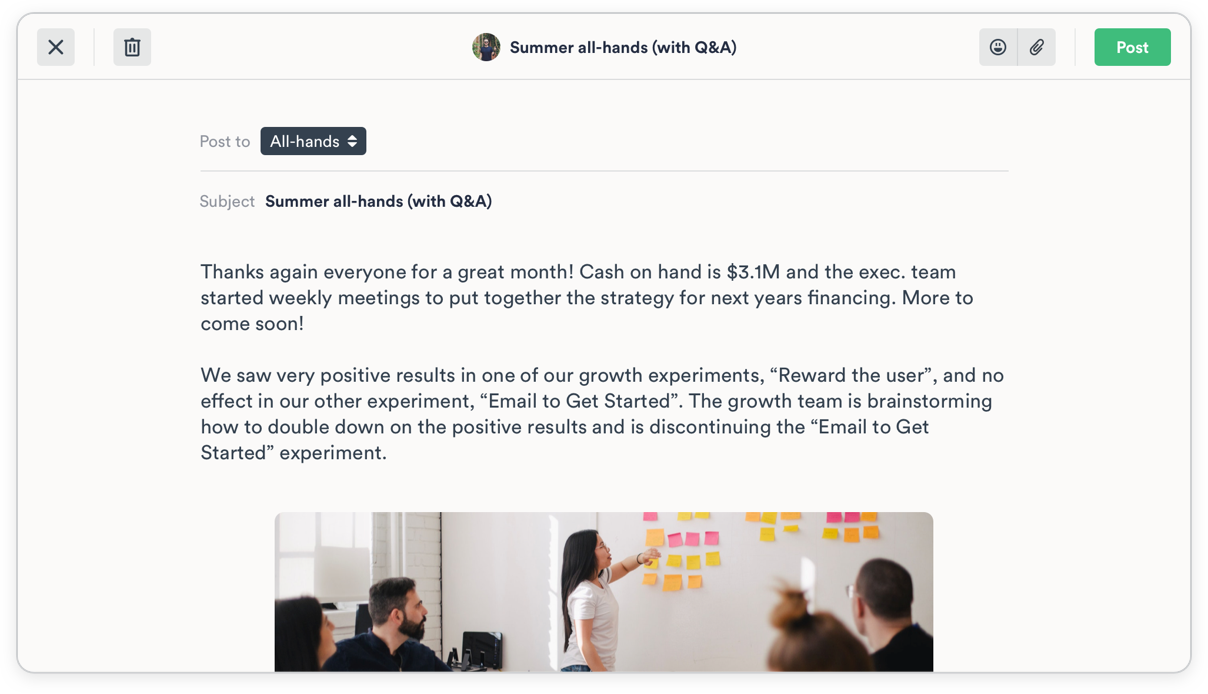 Summer all-hands (with Q&A)
Post
Post to All-hands
Subject Summer all-hands (with Q&A)
Thanks again everyone for a great month! Cash on hand is $3.1M and the exec. team
started weekly meetings to put together the strategy for next years financing. More to
come soon!
We saw very positive results in one of our growth experiments, “Reward the user”, and no
effect in our other experiment, “Email to Get Started”. The growth team is brainstorming
how to double down on the positive results and is discontinuing the “Email to Get
Started” experiment.